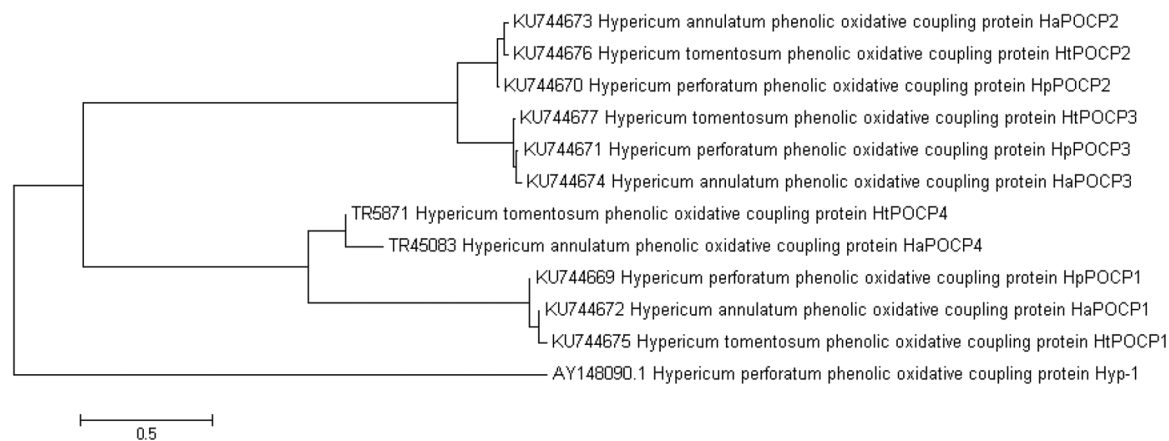 KU744673 Hypericum annulatum phenolic oxidative coupling protein HaPOCP2
KU744676 Hypericum tomentosum phenolic oxidative coupling protein HtPOCP2
KU744670 Hypericum perforatum phenolic oxidative coupling protein HpPOCP2
KU744677 Hypericum tomentosum phenolic oxidative coupling protein HtPOCP3
KU744671 Hypericum perforatum phenolic oxidative coupling protein HpPOCP3
KU744674 Hypericum annulatum phenolic oxidative coupling protein HaPOCP3
TR5871 Hypericum tomentosum phenolic oxidative coupling protein HtPOCP4
TR45083 Hypericum annulatum phenolic oxidative coupling protein HaPOCP4
KU744669 Hypericum perforatum phenolic oxidative coupling protein HpPOCP1
KU744672 Hypericum annulatum phenolic oxidative coupling protein HaPOCP1
KU744675 Hypericum tomentosum phenolic oxidative coupling protein HtPOCP1
AY148090.1 Hypericum perforatum phenolic oxidative coupling protein Hyp-1
0.5